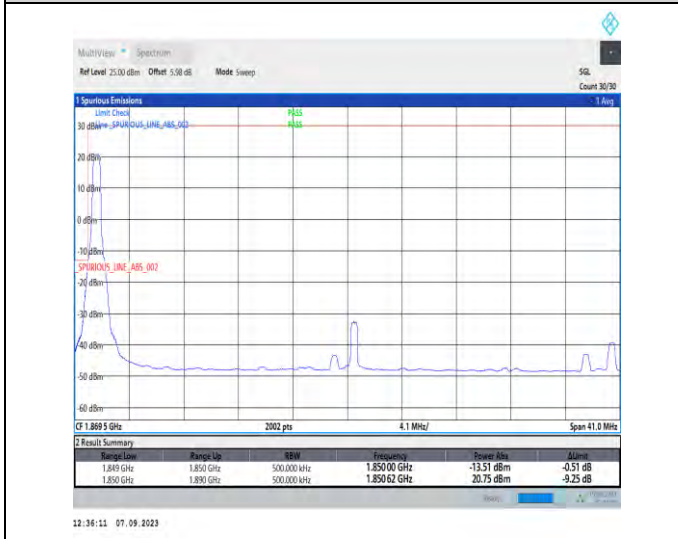 MultiView Spectrum
Ref Level 25.00 dBm Offset 5.98 dB Mode Sweep SGL
Count 30/30
1 Spurious Emissions 1 Avg
Limit Check PASS
30 dBm Line _SPURIOUS_LINE_ABS_002 PASS
20 dBm
10 dBm
0 dBm
-10 dBm
_SPURIOUS_LINE_ABS_002
-20 dBm
-30 dBm
-40 dBm
-50 dBm
-60 dBm
CF 1.869 5 GHz 2002 pts 4.1 MHz/ Span 41.0 MHz
2 Result Summary
Range Low Range Up RBW Frequency Power Abs ΔLimit
1.849 GHz 1.850 GHz 500.000 kHz 1.85000 GHz -13.51 dBm -0.51 dB
1.850 GHz 1.890 GHz 500.000 kHz 1.85062 GHz 20.75 dBm -9.25 dB
12:36:11 07.09.2023